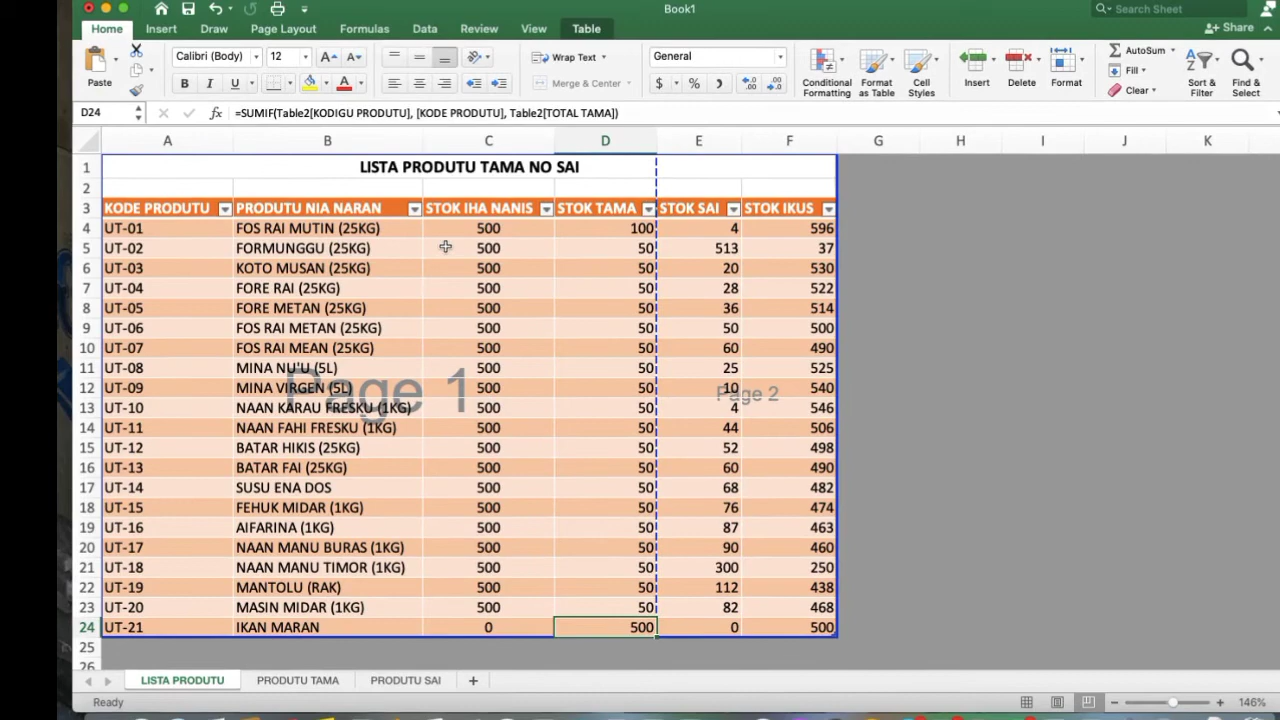 Book1
Search Sheet
Home Insert Draw Page Layout Formulas Data Review View Table
Share
Paste
Calibri (Body) 12
Wrap Text
General
Merge & Center
Conditional Formatting
Format as Table
Cell Styles
Insert
Delete
Format
AutoSum
Fill
Clear
Sort & Filter
Find & Select
D24 fx =SUMIF(Table2[KODIGU PRODUTU], [KODE PRODUTU], Table2[TOTAL TAMA])
A B C D E F G H I J K
1 LISTA PRODUTU TAMA NO SAI
2
3 KODE PRODUTU PRODUTU NIA NARAN STOK IHA NANIS STOK TAMA STOK SAI STOK IKUS
4 UT-01 FOS RAI MUTIN (25KG) 500 100 4 596
5 UT-02 FORMUNGGU (25KG) 500 50 513 37
6 UT-03 KOTO MUSAN (25KG) 500 50 20 530
7 UT-04 FORE RAI (25KG) 500 50 28 522
8 UT-05 FORE METAN (25KG) 500 50 36 514
9 UT-06 FOS RAI METAN (25KG) 500 50 50 500
10 UT-07 FOS RAI MEAN (25KG) 500 50 60 490
11 UT-08 MINA NU'U (5L) 500 50 25 525
12 UT-09 MINA VIRGEN (5L) 500 50 10 540
Page 1
Page 2
13 UT-10 NAAN KARAU FRESKU (1KG) 500 50 4 546
14 UT-11 NAAN FAHI FRESKU (1KG) 500 50 44 506
15 UT-12 BATAR HIKIS (25KG) 500 50 52 498
16 UT-13 BATAR FAI (25KG) 500 50 60 490
17 UT-14 SUSU ENA DOS 500 50 68 482
18 UT-15 FEHUK MIDAR (1KG) 500 50 76 474
19 UT-16 AIFARINA (1KG) 500 50 87 463
20 UT-17 NAAN MANU BURAS (1KG) 500 50 90 460
21 UT-18 NAAN MANU TIMOR (1KG) 500 50 300 250
22 UT-19 MANTOLU (RAK) 500 50 112 438
23 UT-20 MASIN MIDAR (1KG) 500 50 82 468
24 UT-21 IKAN MARAN 0 500 0 500
25
26
LISTA PRODUTU PRODUTU TAMA PRODUTU SAI +
Ready
146%